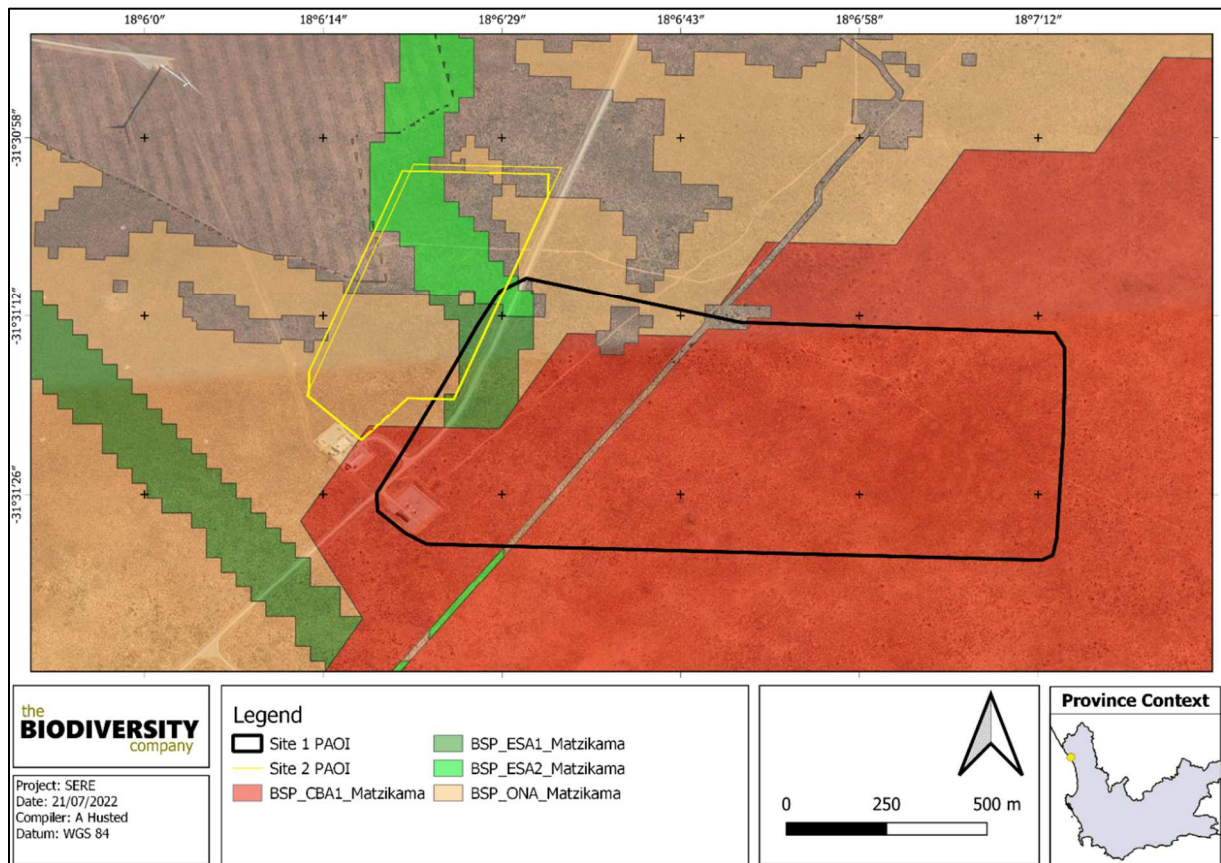 18°6′0″ 18°6′14″ 18°6′29″ 18°6′43″ 18°6′58″ 18°7′12″
-31°30′58″
-31°31′12″
-31°31′26″
the
BIODIVERSITY
company
Project: SERE
Date: 21/07/2022
Compiler: A Husted
Datum: WGS 84
Legend
Site 1 PAOI
Site 2 PAOI
BSP_CBA1_Matzikama
BSP_ESA1_Matzikama
BSP_ESA2_Matzikama
BSP_ONA_Matzikama
0 250 500 m
Province Context